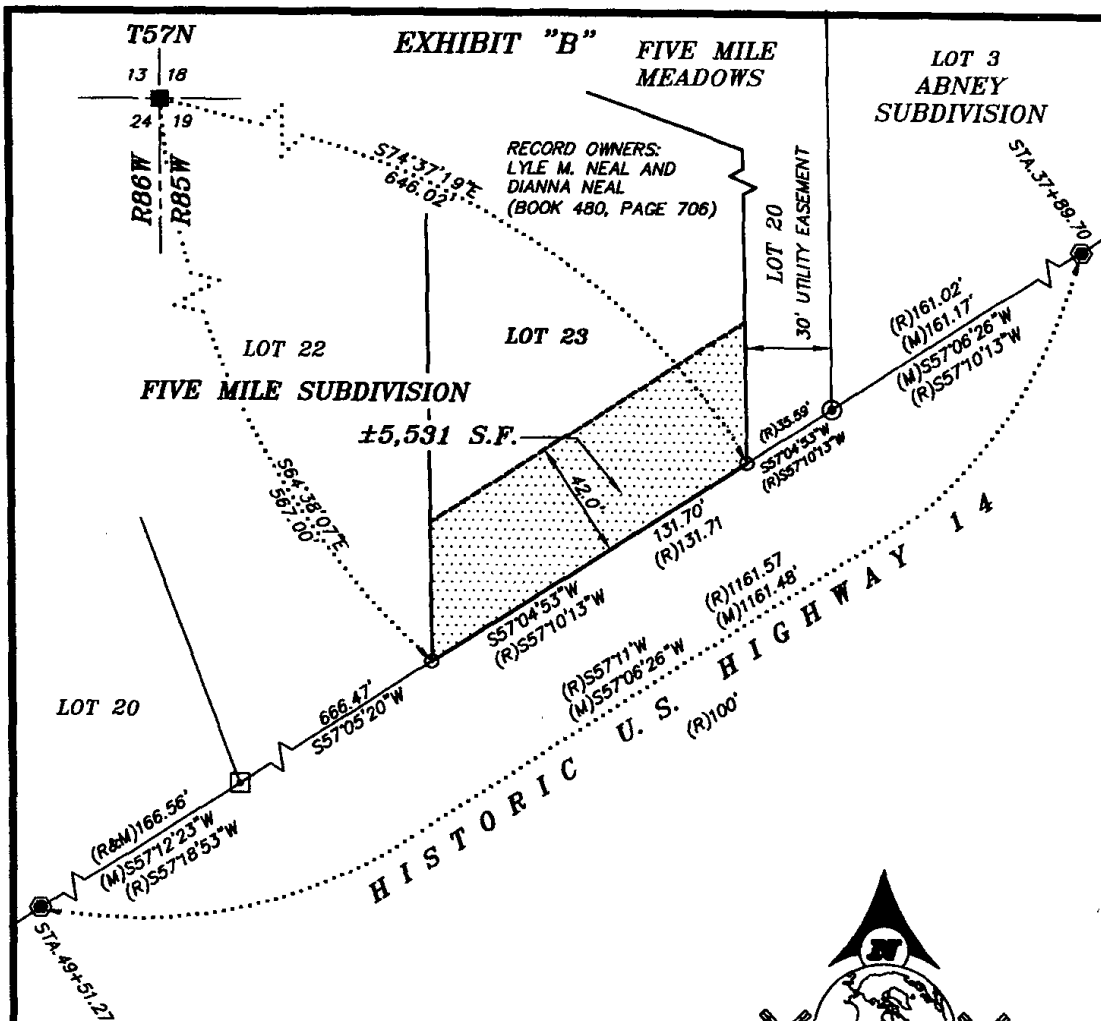 T57N
EXHIBIT "B"
FIVE MILE
MEADOWS
LOT 3
ABNEY
SUBDIVISION
13 18
24 19
R86W
R85W
S74°37'19"E
646.02'
RECORD OWNERS:
LYLE M. NEAL AND
DIANNA NEAL
(BOOK 480, PAGE 706)
LOT 20
30' UTILITY EASEMENT
STA.37+89.70
(R)161.02'
(M)161.17'
(M)S57°06'26"W
(R)S57°10'13"W
LOT 22
LOT 23
FIVE MILE SUBDIVISION
±5,531 S.F.
42.0'
(R)35.59'
S57°04'53"W
(R)S57°10'13"W
S64°38'07"E
567.00'
131.70'
(R)131.71
S57°04'53"W
(R)S57°10'13"W
(R)1161.57
(M)1161.48'
(R)S57°11'W
(M)S57°06'26"W
HISTORIC U.S. HIGHWAY 14
(R)100'
LOT 20
666.47'
S57°05'20"W
(R&M)166.56'
(M)S57°12'23"W
(R)S57°18'53"W
STA.49+51.27
N